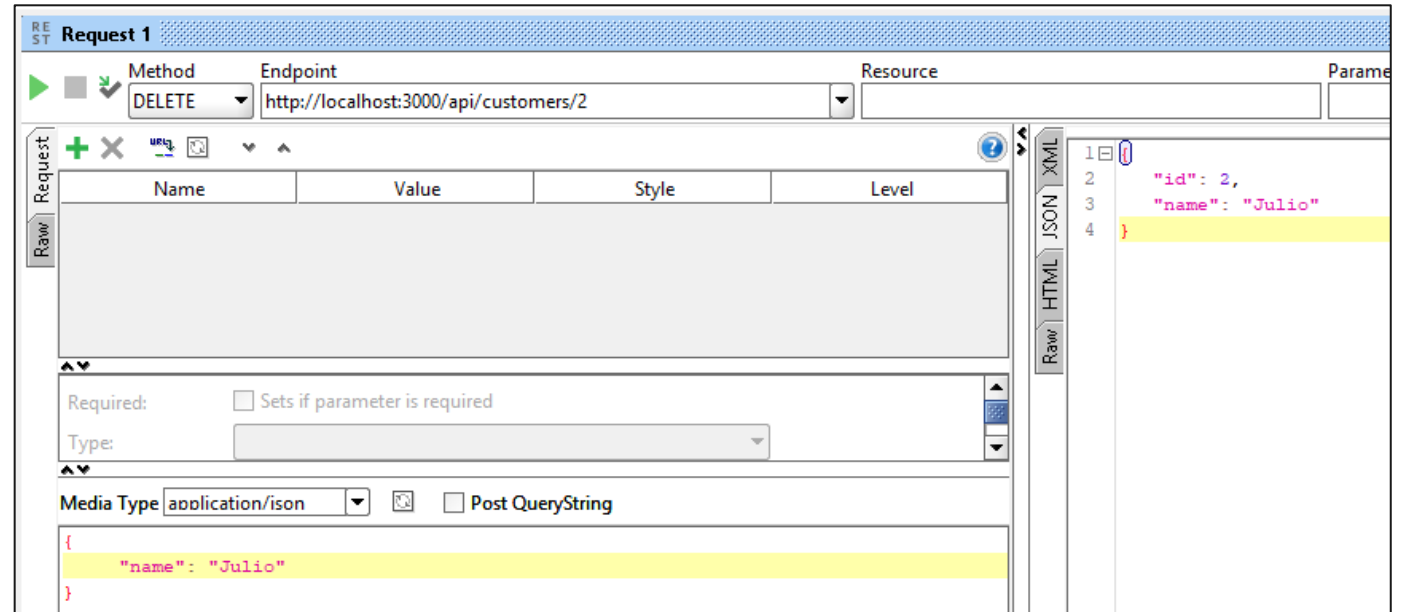 RE
ST
Request 1
Method Endpoint Resource Parame
DELETE http://localhost:3000/api/customers/2
Request
Raw
Name Value Style Level
Required: Sets if parameter is required
Type:
Media Type application/json Post QueryString
{
"name": "Julio"
}
XML
JSON
HTML
Raw
1 {
2 "id": 2,
3 "name": "Julio"
4 }